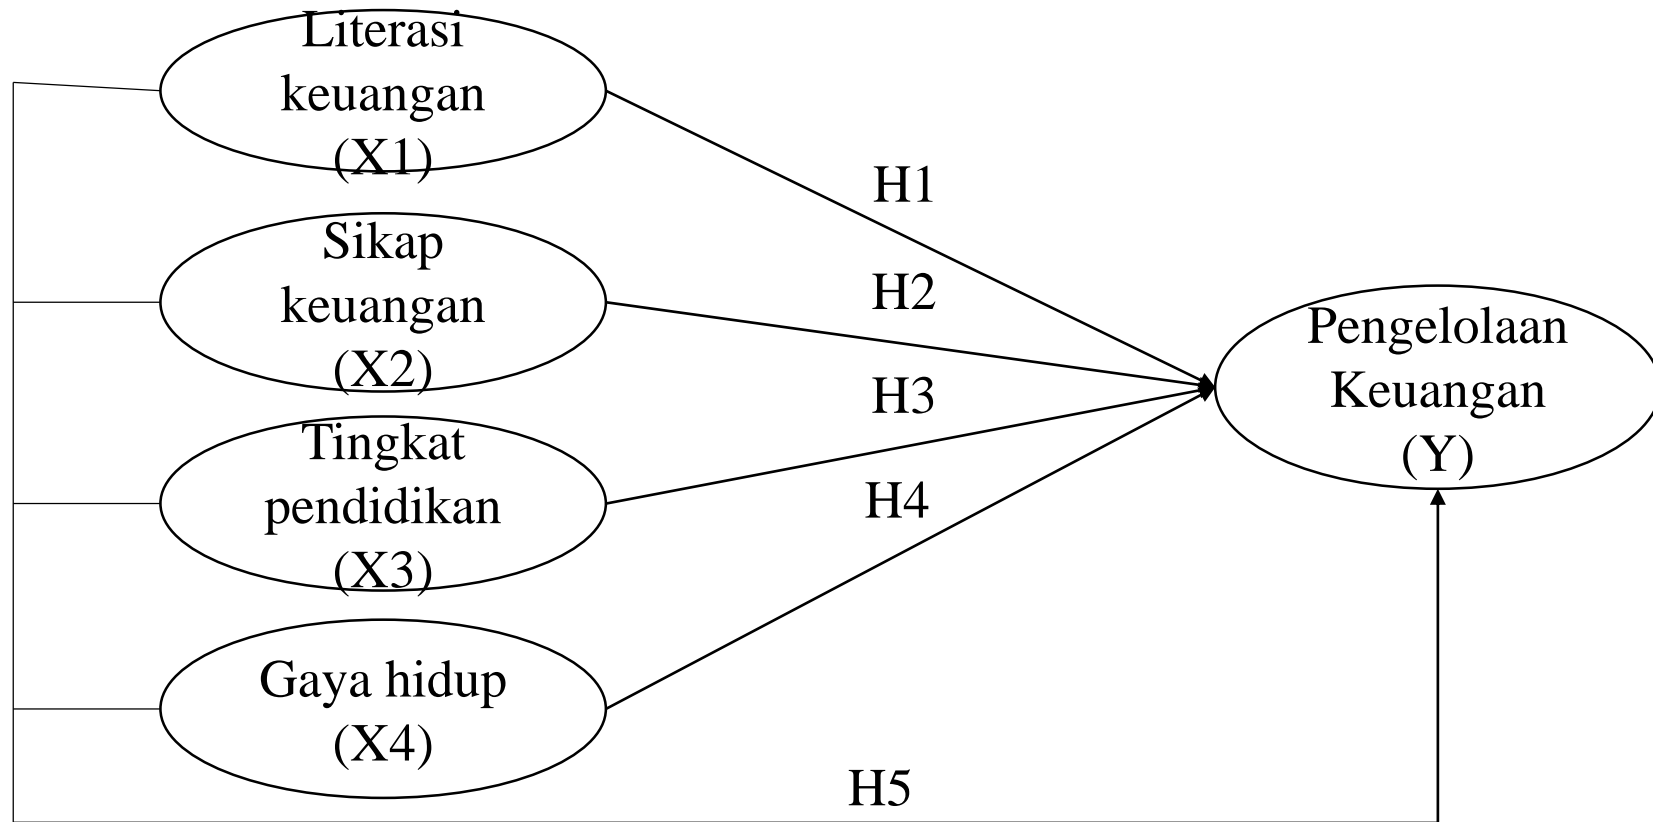 Literasi
keuangan
(X1)
H1
Sikap
keuangan
(X2)
H2
Tingkat
pendidikan
(X3)
H3
Gaya hidup
(X4)
H4
Pengelolaan
Keuangan
(Y)
H5